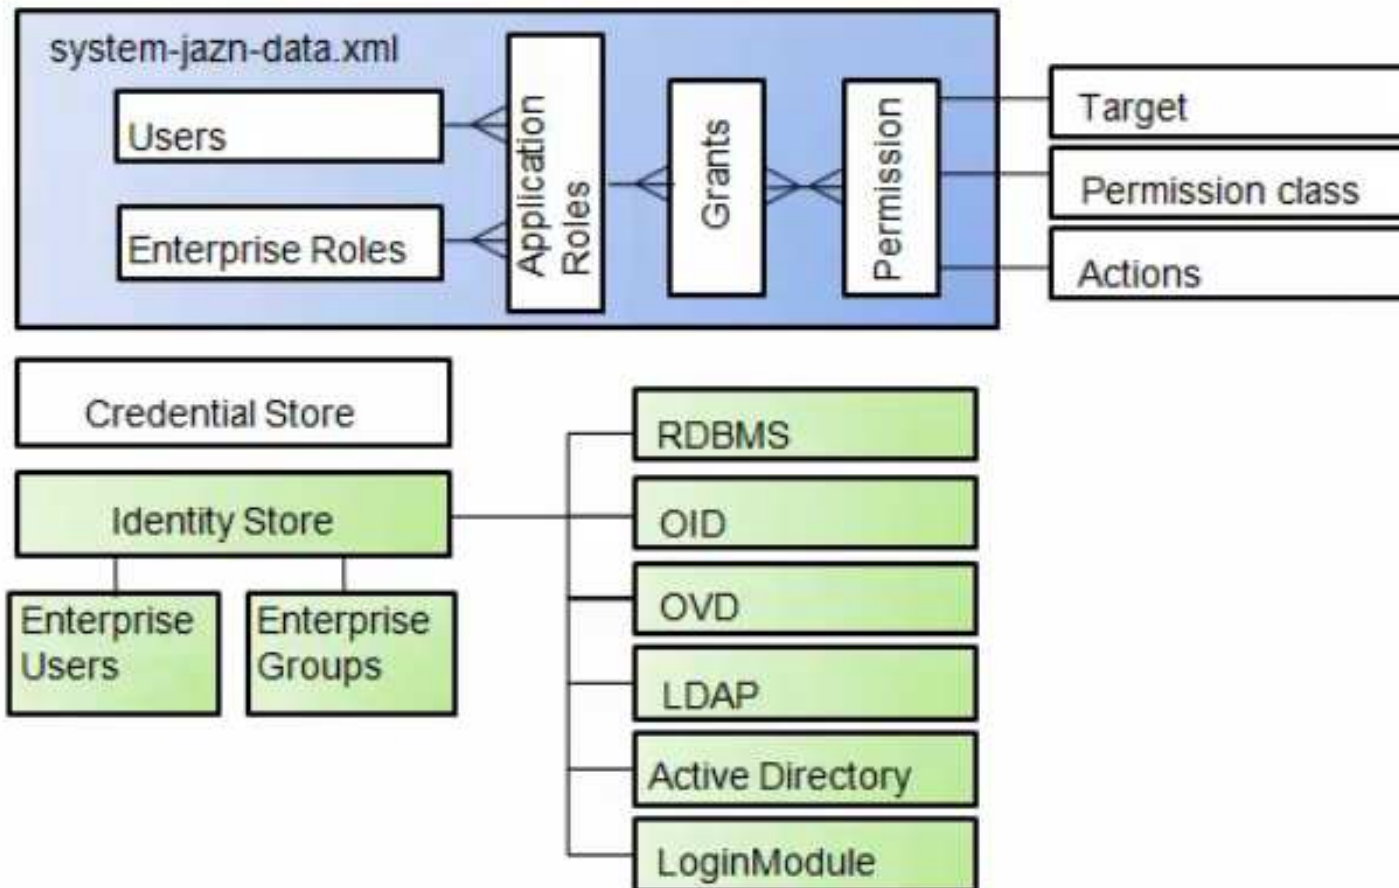 system-jazn-data.xml
Users
Enterprise Roles
Application
Roles
Grants
Permission
Target
Permission class
Actions
Credential Store
Identity Store
Enterprise
Users
Enterprise
Groups
RDBMS
OID
OVD
LDAP
Active Directory
LoginModule